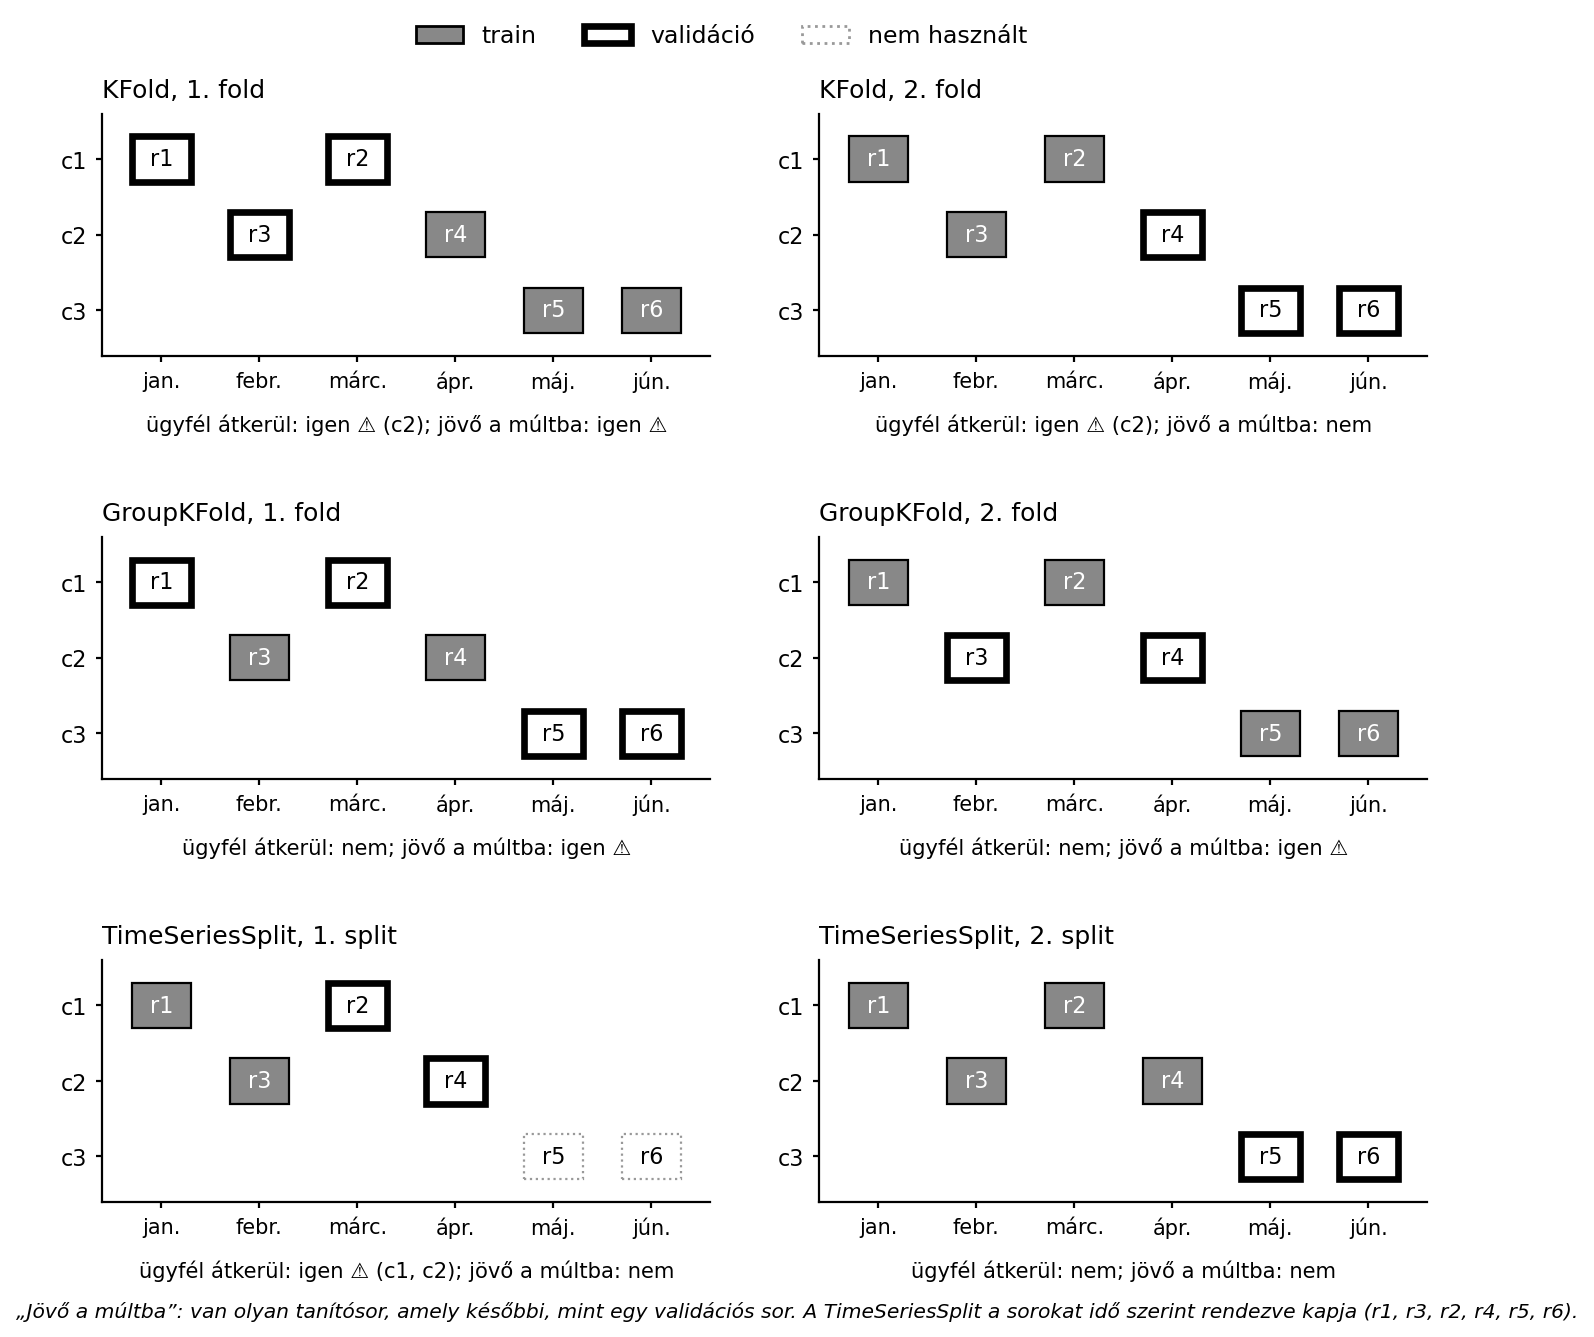 train validáció nem használt
KFold, 1. fold
c1 r1 r2
c2 r3 r4
c3 r5 r6
jan. febr. márc. ápr. máj. jún.
ügyfél átkerül: igen ⚠ (c2); jövő a múltba: igen ⚠
KFold, 2. fold
c1 r1 r2
c2 r3 r4
c3 r5 r6
jan. febr. márc. ápr. máj. jún.
ügyfél átkerül: igen ⚠ (c2); jövő a múltba: nem
GroupKFold, 1. fold
c1 r1 r2
c2 r3 r4
c3 r5 r6
jan. febr. márc. ápr. máj. jún.
ügyfél átkerül: nem; jövő a múltba: igen ⚠
GroupKFold, 2. fold
c1 r1 r2
c2 r3 r4
c3 r5 r6
jan. febr. márc. ápr. máj. jún.
ügyfél átkerül: nem; jövő a múltba: igen ⚠
TimeSeriesSplit, 1. split
c1 r1 r2
c2 r3 r4
c3 r5 r6
jan. febr. márc. ápr. máj. jún.
ügyfél átkerül: igen ⚠ (c1, c2); jövő a múltba: nem
TimeSeriesSplit, 2. split
c1 r1 r2
c2 r3 r4
c3 r5 r6
jan. febr. márc. ápr. máj. jún.
ügyfél átkerül: nem; jövő a múltba: nem
„Jövő a múltba”: van olyan tanítósor, amely későbbi, mint egy validációs sor. A TimeSeriesSplit a sorokat idő szerint rendezve kapja (r1, r3, r2, r4, r5, r6).